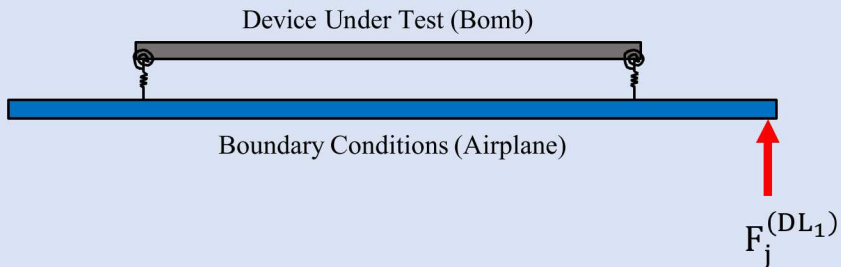 Device Under Test (Bomb)
Boundary Conditions (Airplane)
F_j^(DL_1)